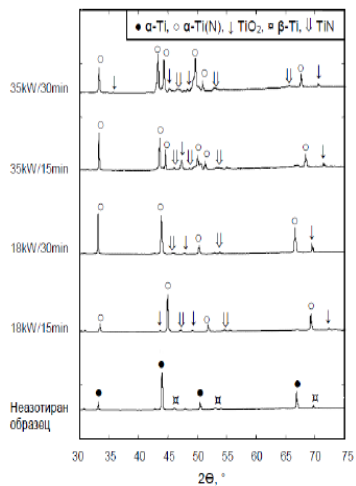 ● α-Ti, ○ α-Ti(N), ↓ TiO₂, ¤ β-Ti, ⇓ TiN
35kW/30min
35kW/15min
18kW/30min
18kW/15min
Неазотиран
образец
30 35 40 45 50 55 60 65 70 75
2Θ, °